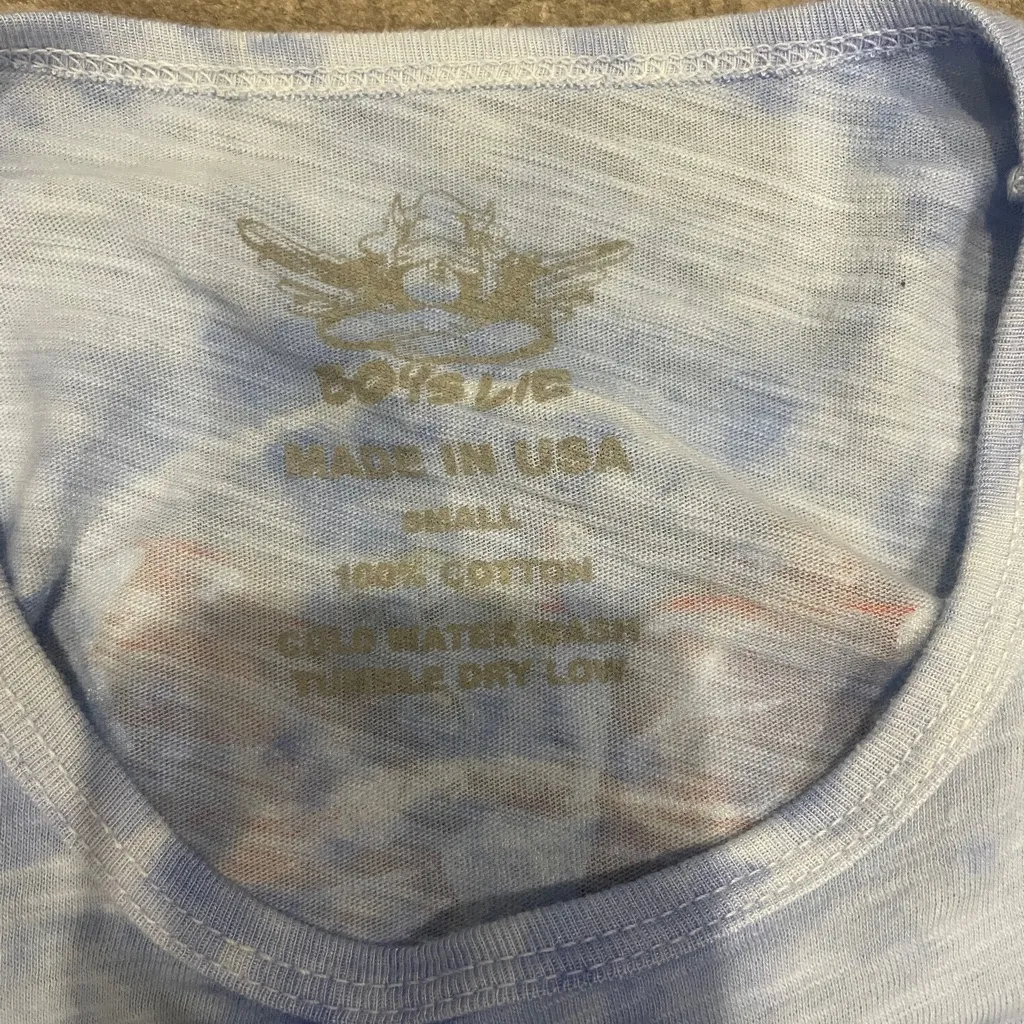 BOYS LIE
MADE IN USA
SMALL
100% COTTON
COLD WATER WASH
TUMBLE DRY LOW